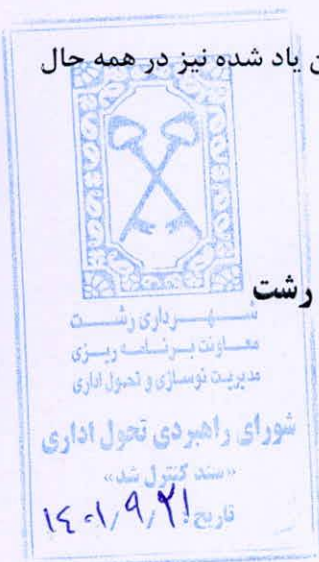 یاد شده نیز در همه حال
رشت
شهرداری رشت
معاونت برنامه ریزی
مدیریت نوسازی و تحول اداری
شورای راهبردی تحول اداری
«سند کنترل شد»
تاریخ: ۱۴۰۱/۹/۲۱